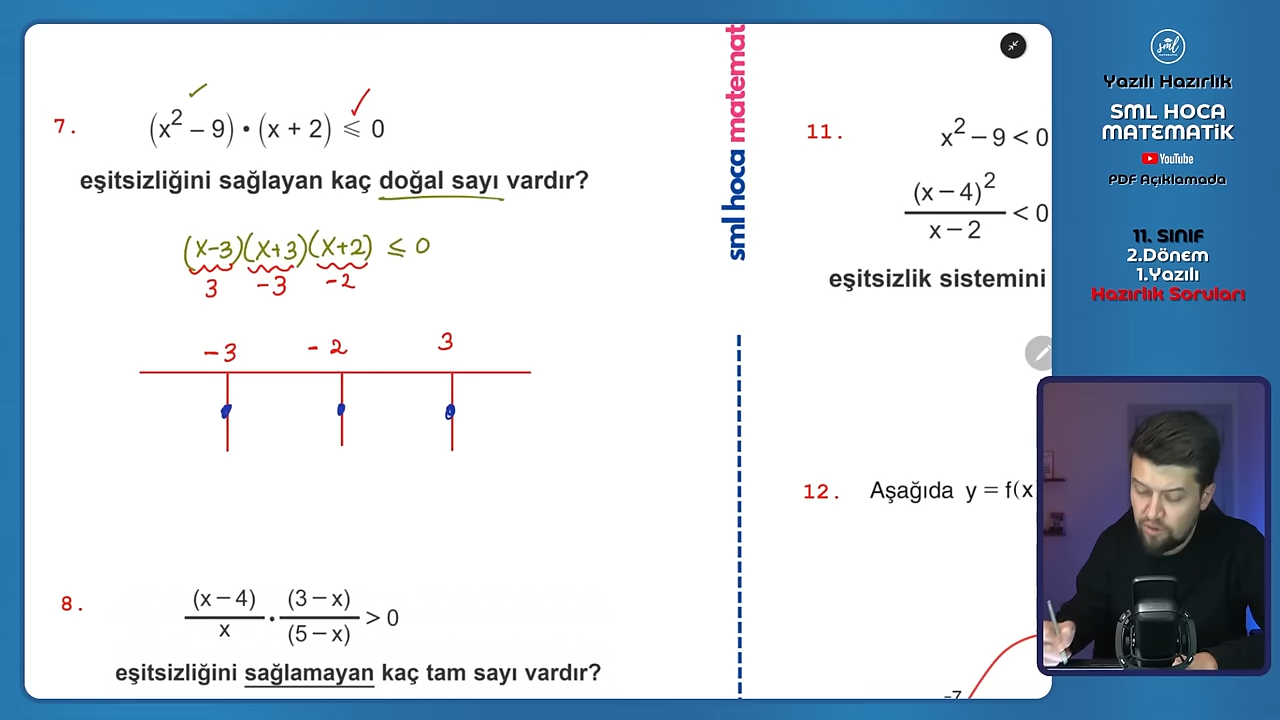 7.
(x² – 9) • (x + 2) ⩽ 0
eşitsizliğini sağlayan kaç doğal sayı vardır?
(x-3)(x+3)(x+2) ≤ 0
3 -3 -2
-3 -2 3
8.
(x – 4)/x · (3 – x)/(5 – x) > 0
eşitsizliğini sağlamayan kaç tam sayı vardır?
sml hoca matemat
11.
x² – 9 < 0
(x – 4)²/(x – 2) < 0
eşitsizlik sistemini
12. Aşağıda y = f(x
–7
sml
Yazılı Hazırlık
SML HOCA
MATEMATİK
YouTube
PDF Açıklamada
11. SINIF
2.Dönem
1.Yazılı
Hazırlık Soruları